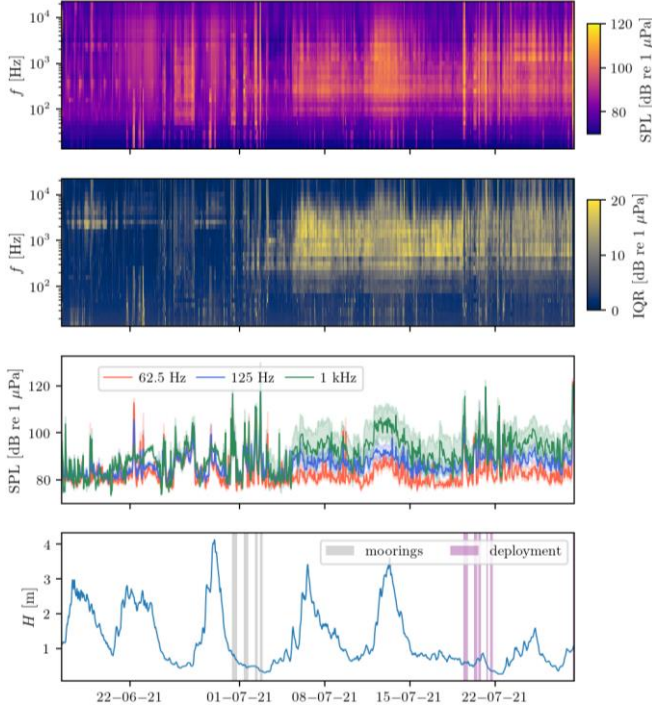 10⁴
10³
10²
f [Hz]
120
100
80
SPL [dB re 1 μPa]
10⁴
10³
10²
f [Hz]
20
10
0
IQR [dB re 1 μPa]
62.5 Hz 125 Hz 1 kHz
120
100
80
SPL [dB re 1 μPa]
moorings deployment
4
3
2
1
H [m]
22−06−21 01−07−21 08−07−21 15−07−21 22−07−21